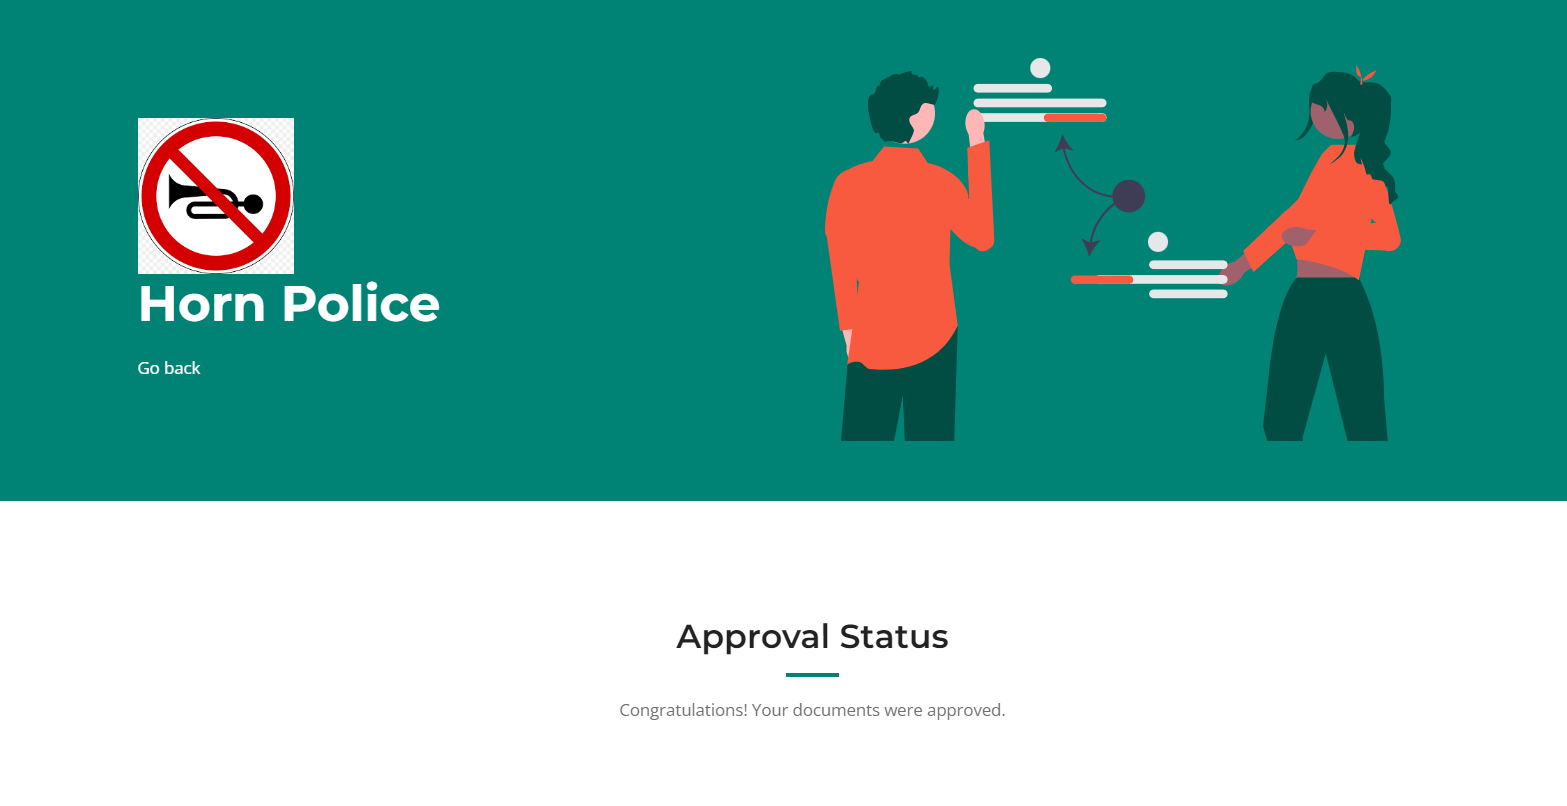 Horn Police
Go back
Approval Status
Congratulations! Your documents were approved.